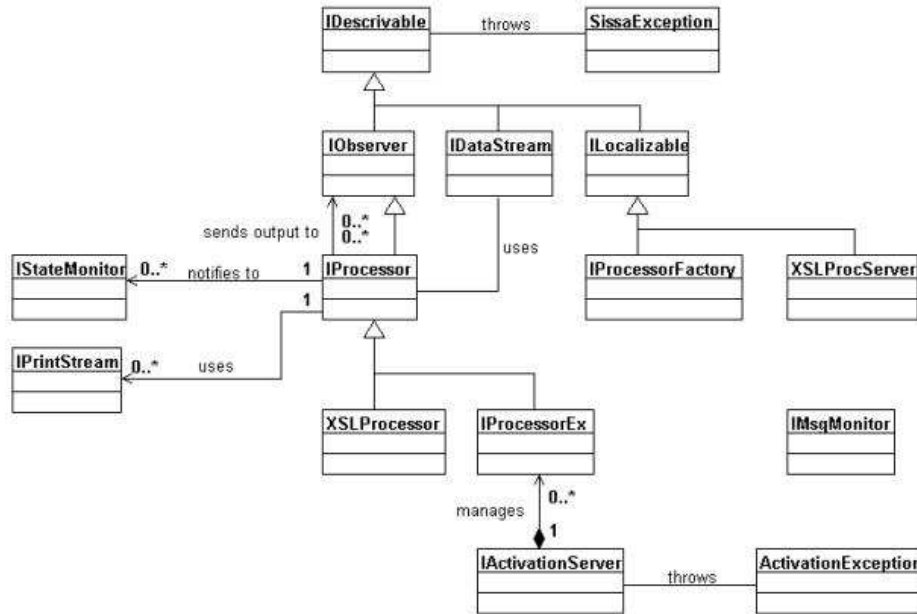 IDescrivable
throws
SissaException
IObserver
IDataStream
ILocalizable
sends output to
0..*
0..*
uses
IStateMonitor
0..*
notifies to
1
IProcessor
IProcessorFactory
XSLProcServer
1
IPrintStream
0..*
uses
XSLProcessor
IProcessorEx
IMsqMonitor
0..*
manages
1
IActivationServer
throws
ActivationException